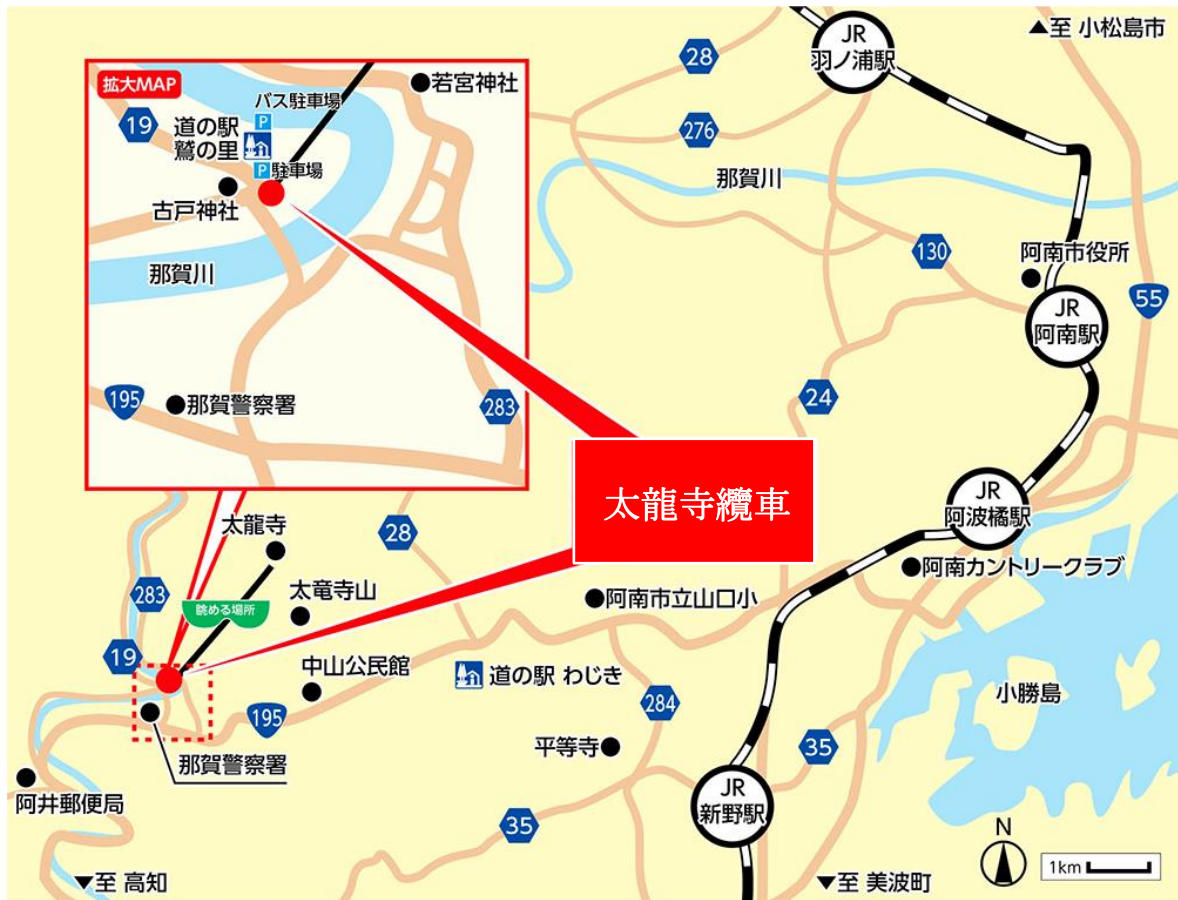 JR
羽ノ浦駅
▲至 小松島市
28
276
那賀川
130
阿南市役所
JR
阿南駅
55
24
JR
阿波橘駅
拡大MAP
若宮神社
バス駐車場
P
19
道の駅
鷲の里
P 駐車場
古戸神社
那賀川
195
那賀警察署
283
太龍寺纜車
太龍寺
28
283
眺める場所
太竜寺山
19
中山公民館
195
那賀警察署
阿井郵便局
▼至 高知
阿南市立山口小
阿南カントリークラブ
道の駅 わじき
284
平等寺
35
35
小勝島
JR
新野駅
▼至 美波町
N
1km